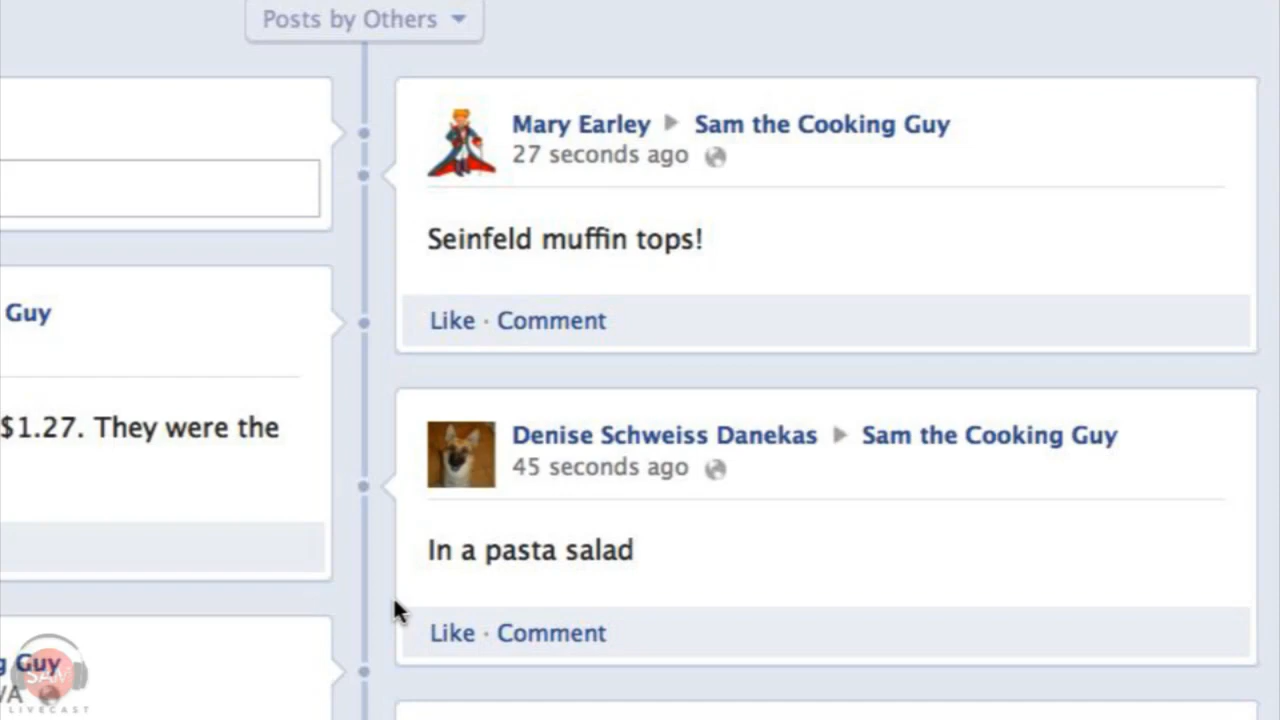 Posts by Others
Mary Earley Sam the Cooking Guy
27 seconds ago
Seinfeld muffin tops!
Like · Comment
Guy
$1.27. They were the
Denise Schweiss Danekas Sam the Cooking Guy
45 seconds ago
In a pasta salad
Like · Comment
g Guy
VA
SAM
LIVECAST